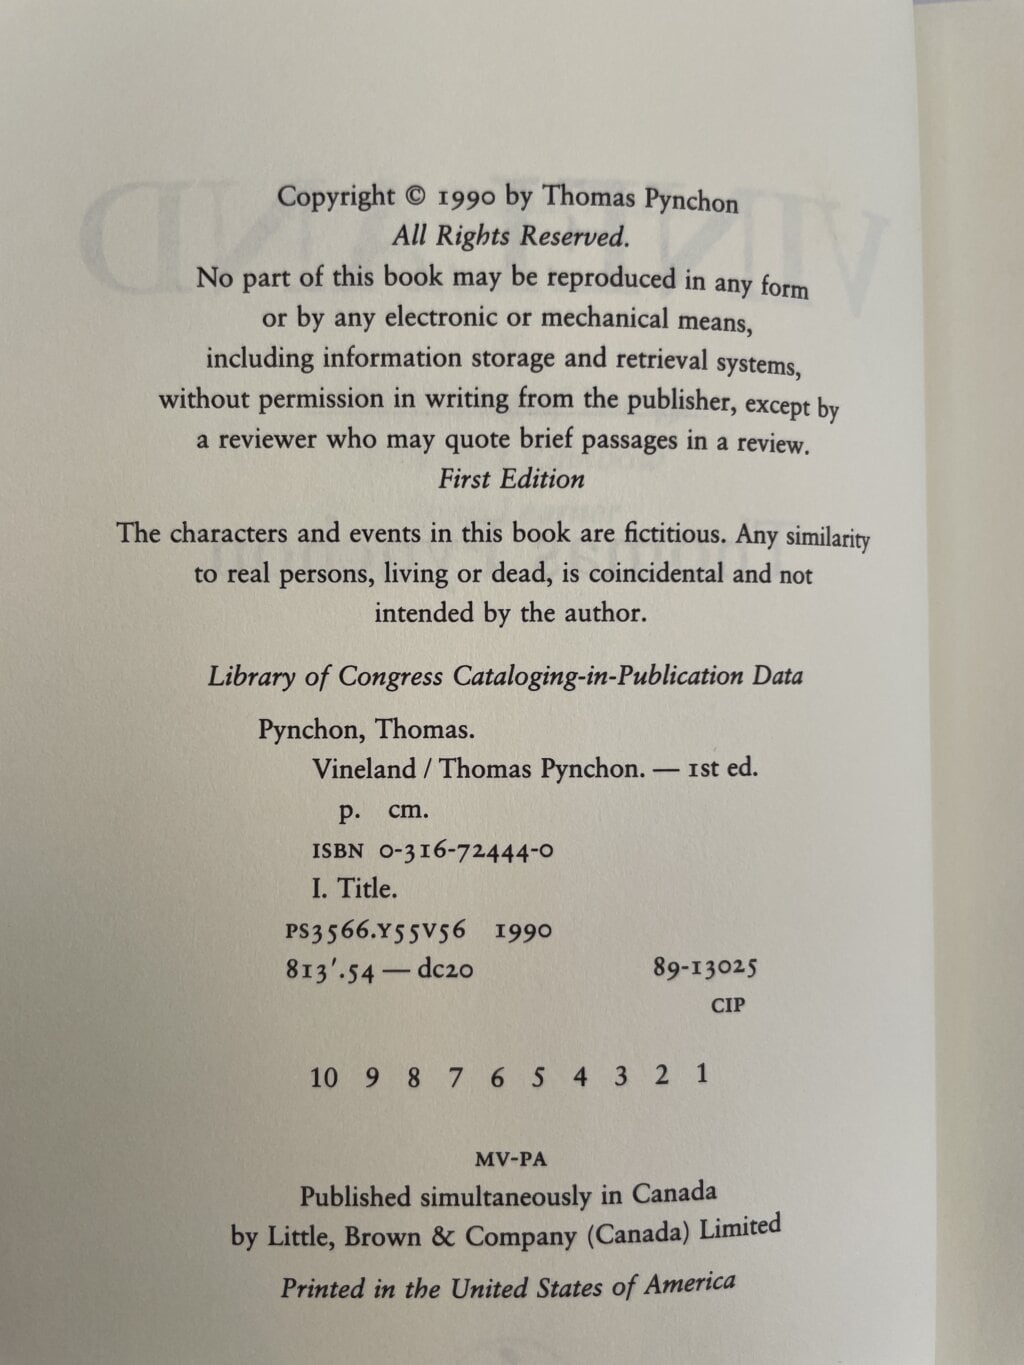 Copyright © 1990 by Thomas Pynchon
All Rights Reserved.
No part of this book may be reproduced in any form
or by any electronic or mechanical means,
including information storage and retrieval systems,
without permission in writing from the publisher, except by
a reviewer who may quote brief passages in a review.
First Edition
The characters and events in this book are fictitious. Any similarity
to real persons, living or dead, is coincidental and not
intended by the author.
Library of Congress Cataloging-in-Publication Data
Pynchon, Thomas.
Vineland / Thomas Pynchon. — 1st ed.
p. cm.
ISBN 0-316-72444-0
I. Title.
PS3566.Y55V56 1990
813'.54 — dc20 89-13025
CIP
10 9 8 7 6 5 4 3 2 1
MV-PA
Published simultaneously in Canada
by Little, Brown & Company (Canada) Limited
Printed in the United States of America